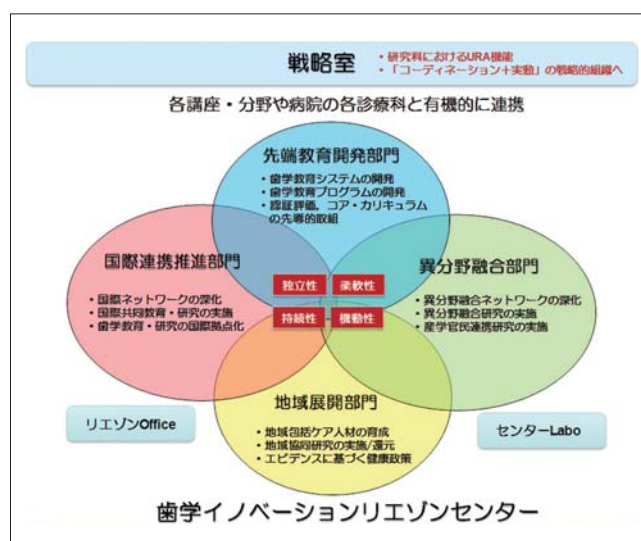 戦略室
・研究科におけるURA機能
・「コーディネーション+実動」の戦略的組織へ
各講座・分野や病院の各診療科と有機的に連携
先端教育開発部門
・歯学教育システムの開発
・歯学教育プログラムの開発
・認証評価、コア・カリキュラム
の先導的取組
国際連携推進部門
・国際ネットワークの深化
・国際共同教育・研究の実施
・歯学教育・研究の国際拠点化
異分野融合部門
・異分野融合ネットワークの深化
・異分野融合研究の実施
・産学官民連携研究の実施
独立性
柔軟性
持続性
機動性
地域展開部門
・地域包括ケア人材の育成
・地域協同研究の実施/還元
・エビデンスに基づく健康政策
リエゾンOffice
センターLabo
歯学イノベーションリエゾンセンター